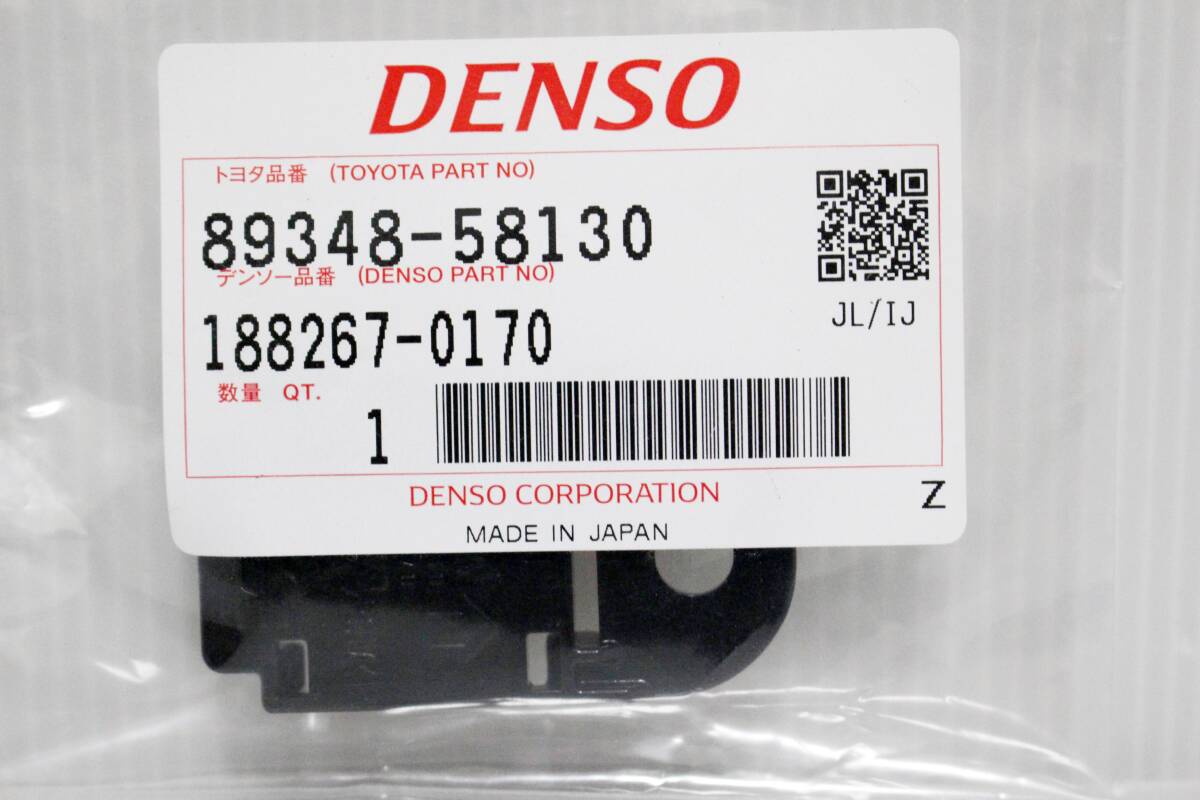 DENSO
トヨタ品番 (TOYOTA PART NO)
89348-58130
デンソー品番 (DENSO PART NO)
188267-0170
JL/IJ
数量 QT.
1
DENSO CORPORATION
Z
MADE IN JAPAN